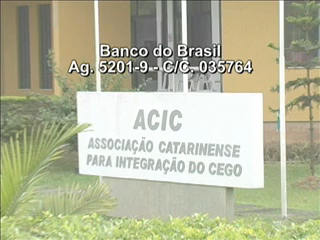 Banco do Brasil
Ag. 5201-9 - C/C. 035764
ACIC
ASSOCIAÇÃO CATARINENSE
PARA INTEGRAÇÃO DO CEGO